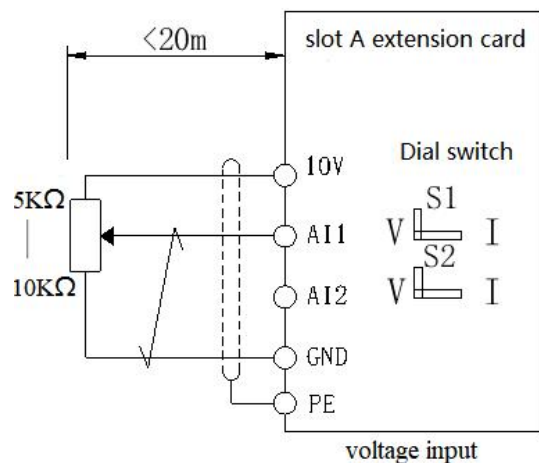 <20m
slot A extension card
Dial switch
10V
5KΩ
10KΩ
AI1
AI2
GND
PE
S1
V I
S2
V I
voltage input